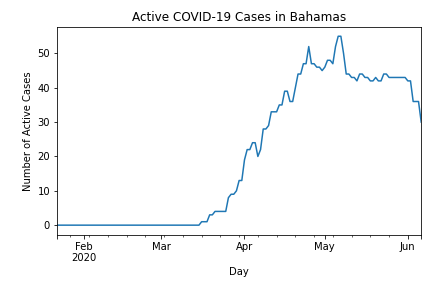 Active COVID-19 Cases in Bahamas
Number of Active Cases
50
40
30
20
10
0
Feb Mar Apr May Jun
2020
Day